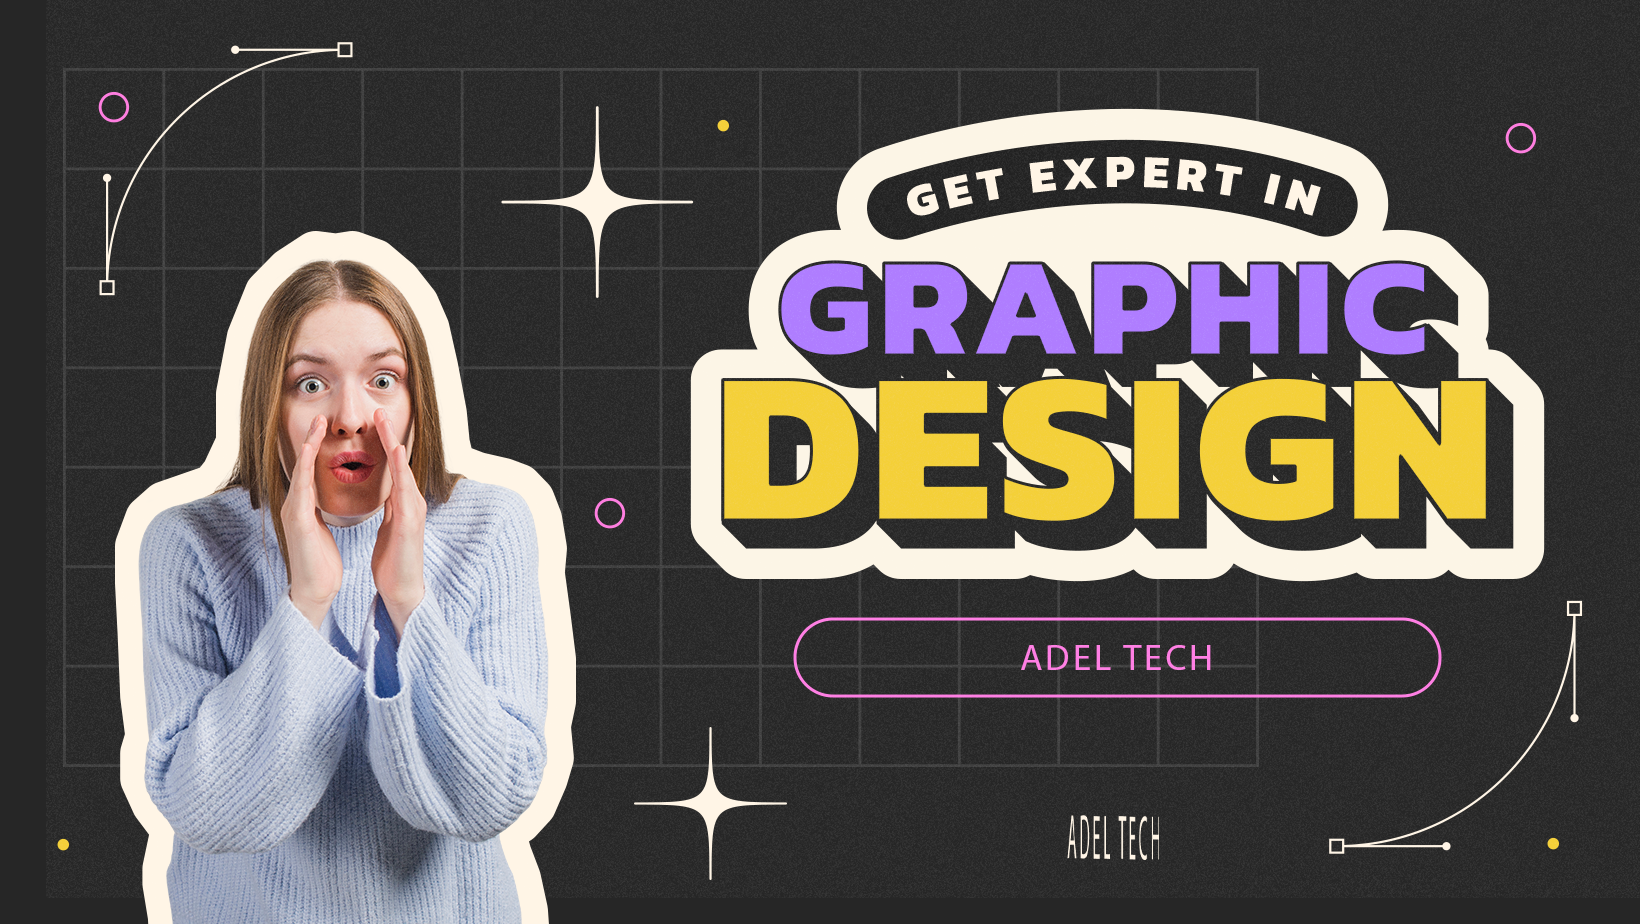 GET EXPERT IN
GRAPHIC
DESIGN
ADEL TECH
ADEL TECH